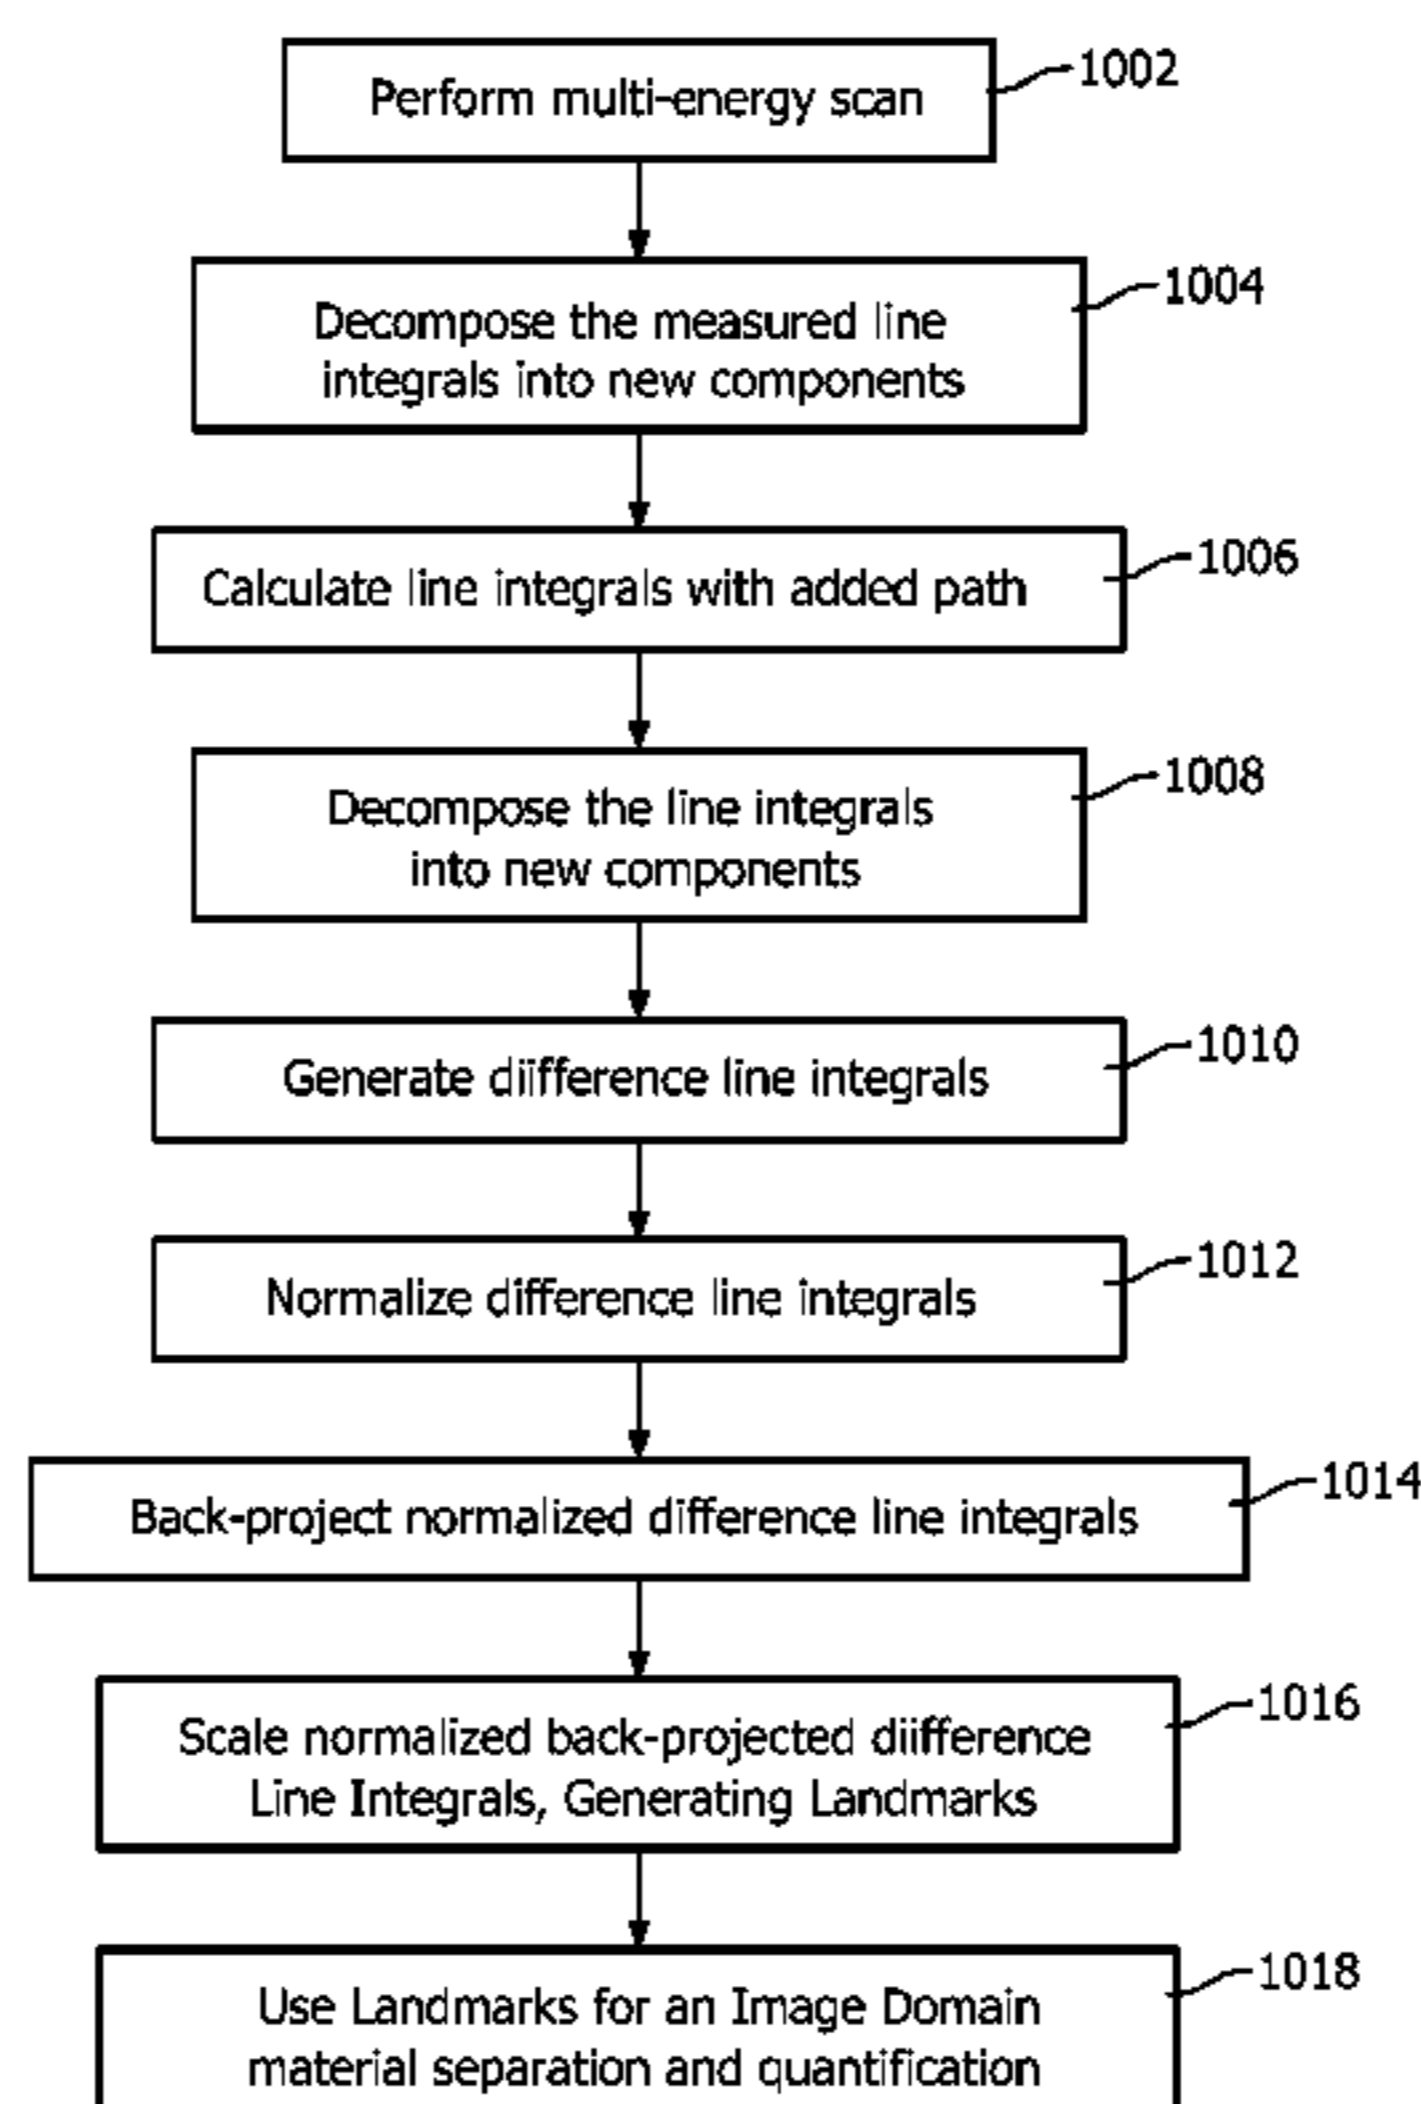 Perform multi-energy scan
1002
Decompose the measured line
integrals into new components
1004
Calculate line integrals with added path
1006
Decompose the line integrals
into new components
1008
Generate diifference line integrals
1010
Normalize difference line integrals
1012
Back-project normalized difference line integrals
1014
Scale normalized back-projected diifference
Line Integrals, Generating Landmarks
1016
Use Landmarks for an Image Domain
material separation and quantification
1018